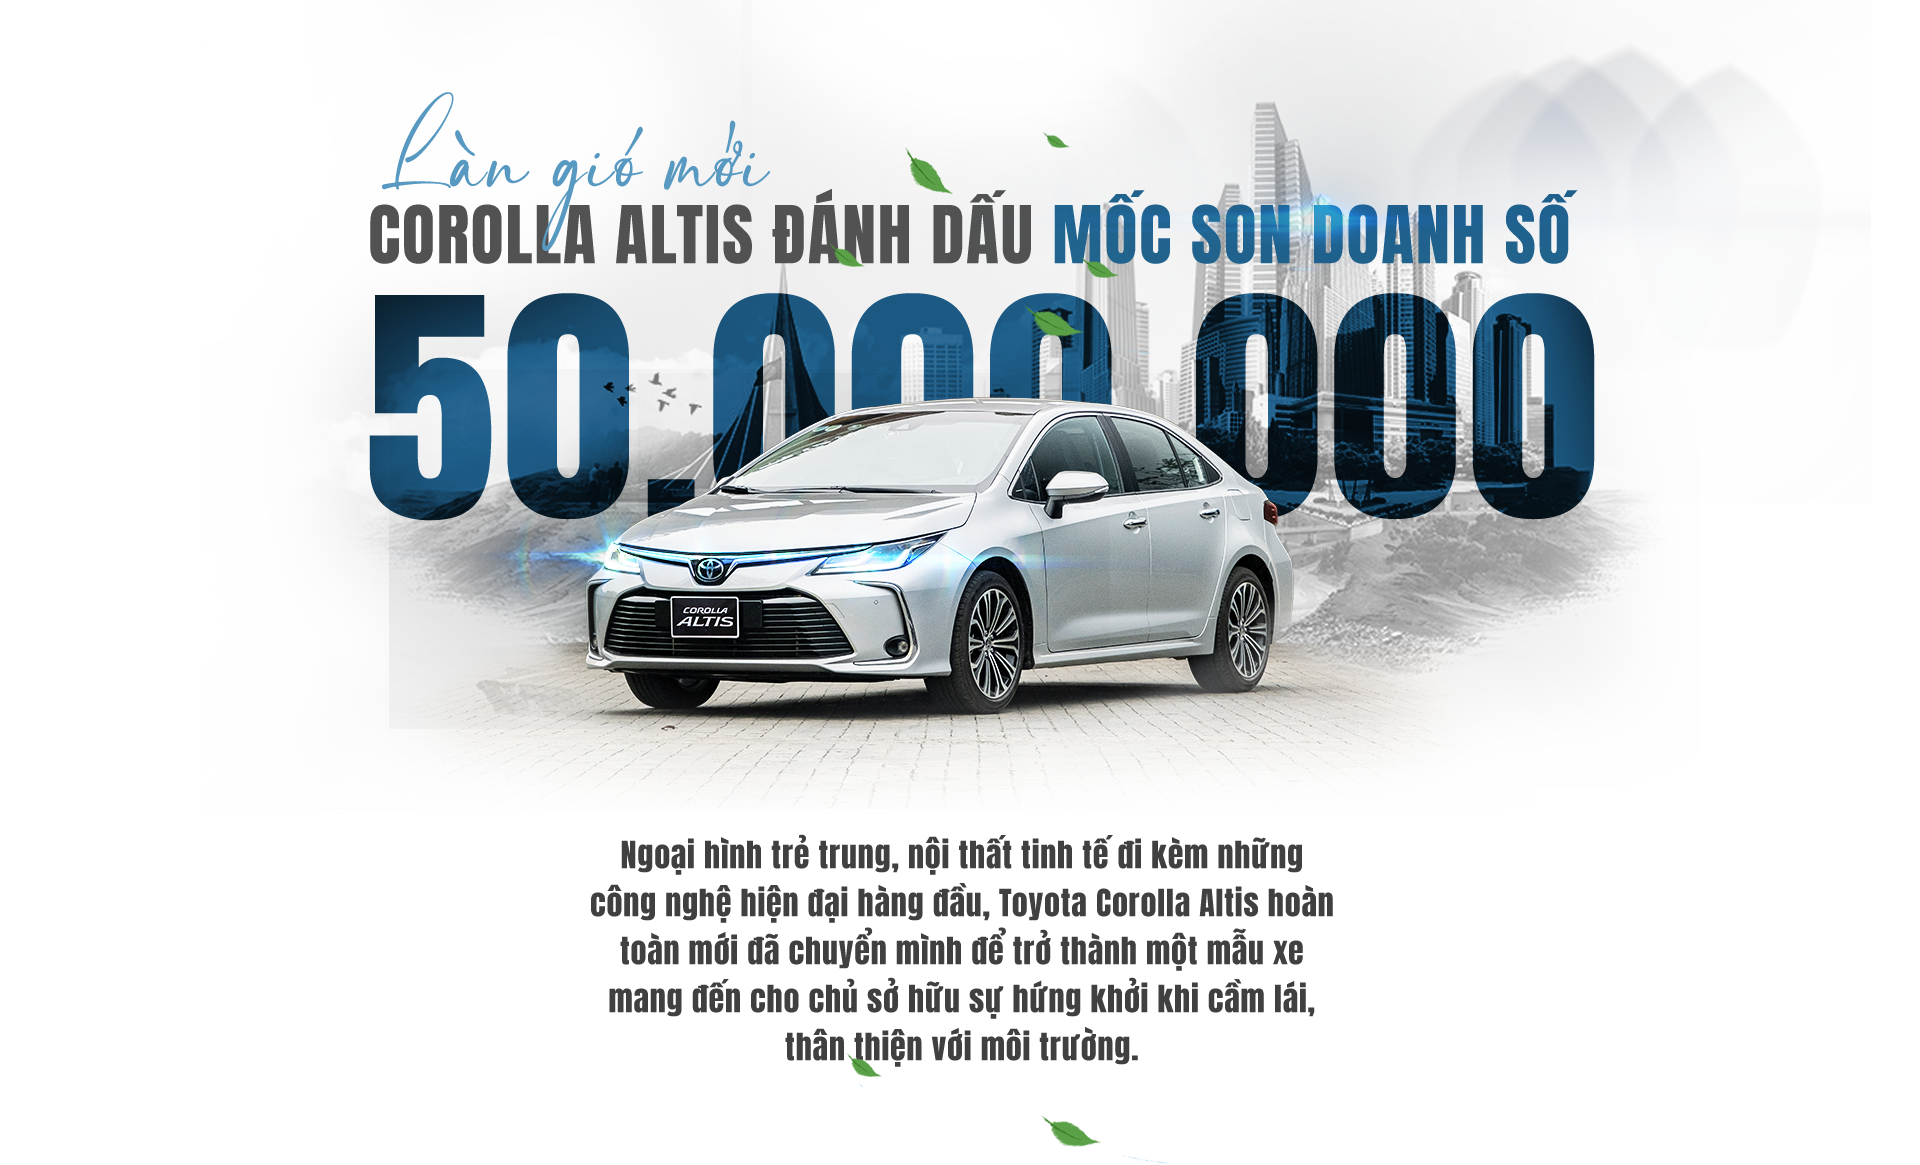 Làn gió mới
COROLLA ALTIS ĐÁNH DẤU MỐC SON DOANH SỐ
50.000.000
COROLLA
ALTIS
Ngoại hình trẻ trung, nội thất tinh tế đi kèm những
công nghệ hiện đại hàng đầu, Toyota Corolla Altis hoàn
toàn mới đã chuyển mình để trở thành một mẫu xe
mang đến cho chủ sở hữu sự hứng khởi khi cầm lái,
thân thiện với môi trường.